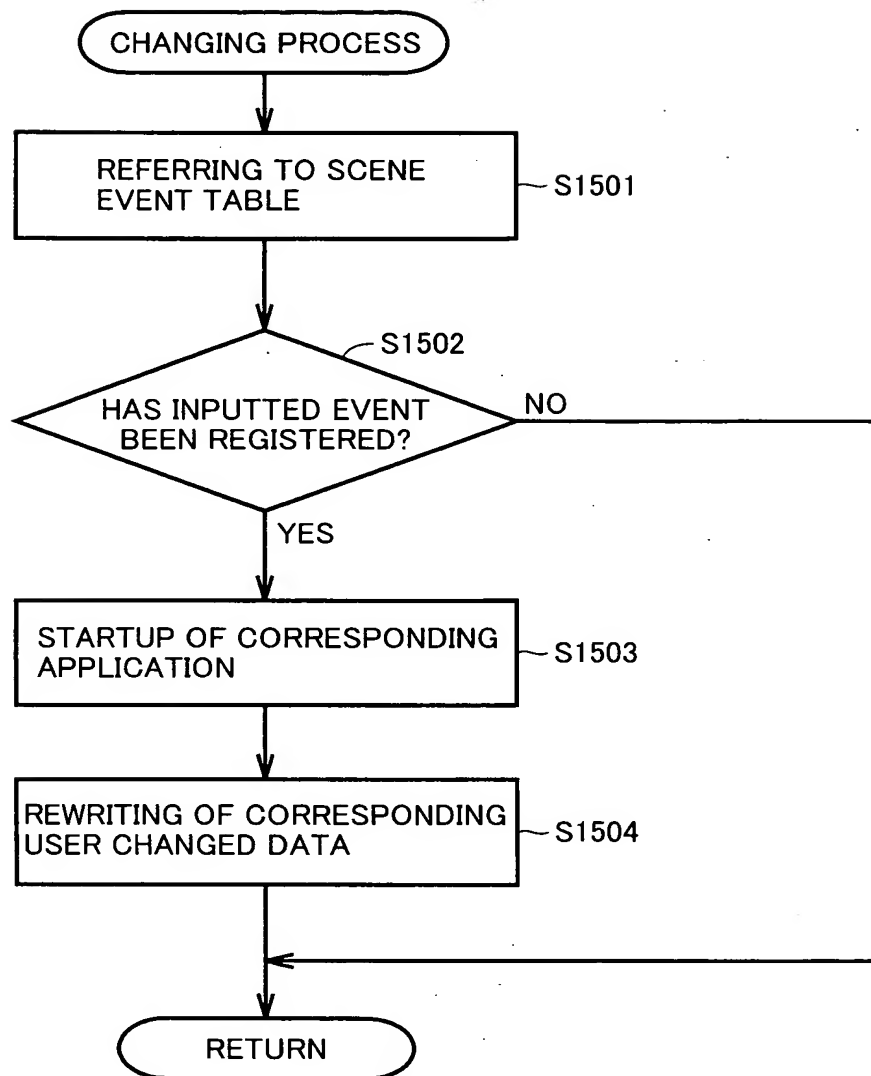 CHANGING PROCESS
REFERRING TO SCENE
EVENT TABLE
S1501
S1502
HAS INPUTTED EVENT
BEEN REGISTERED?
NO
YES
STARTUP OF CORRESPONDING
APPLICATION
S1503
REWRITING OF CORRESPONDING
USER CHANGED DATA
S1504
RETURN